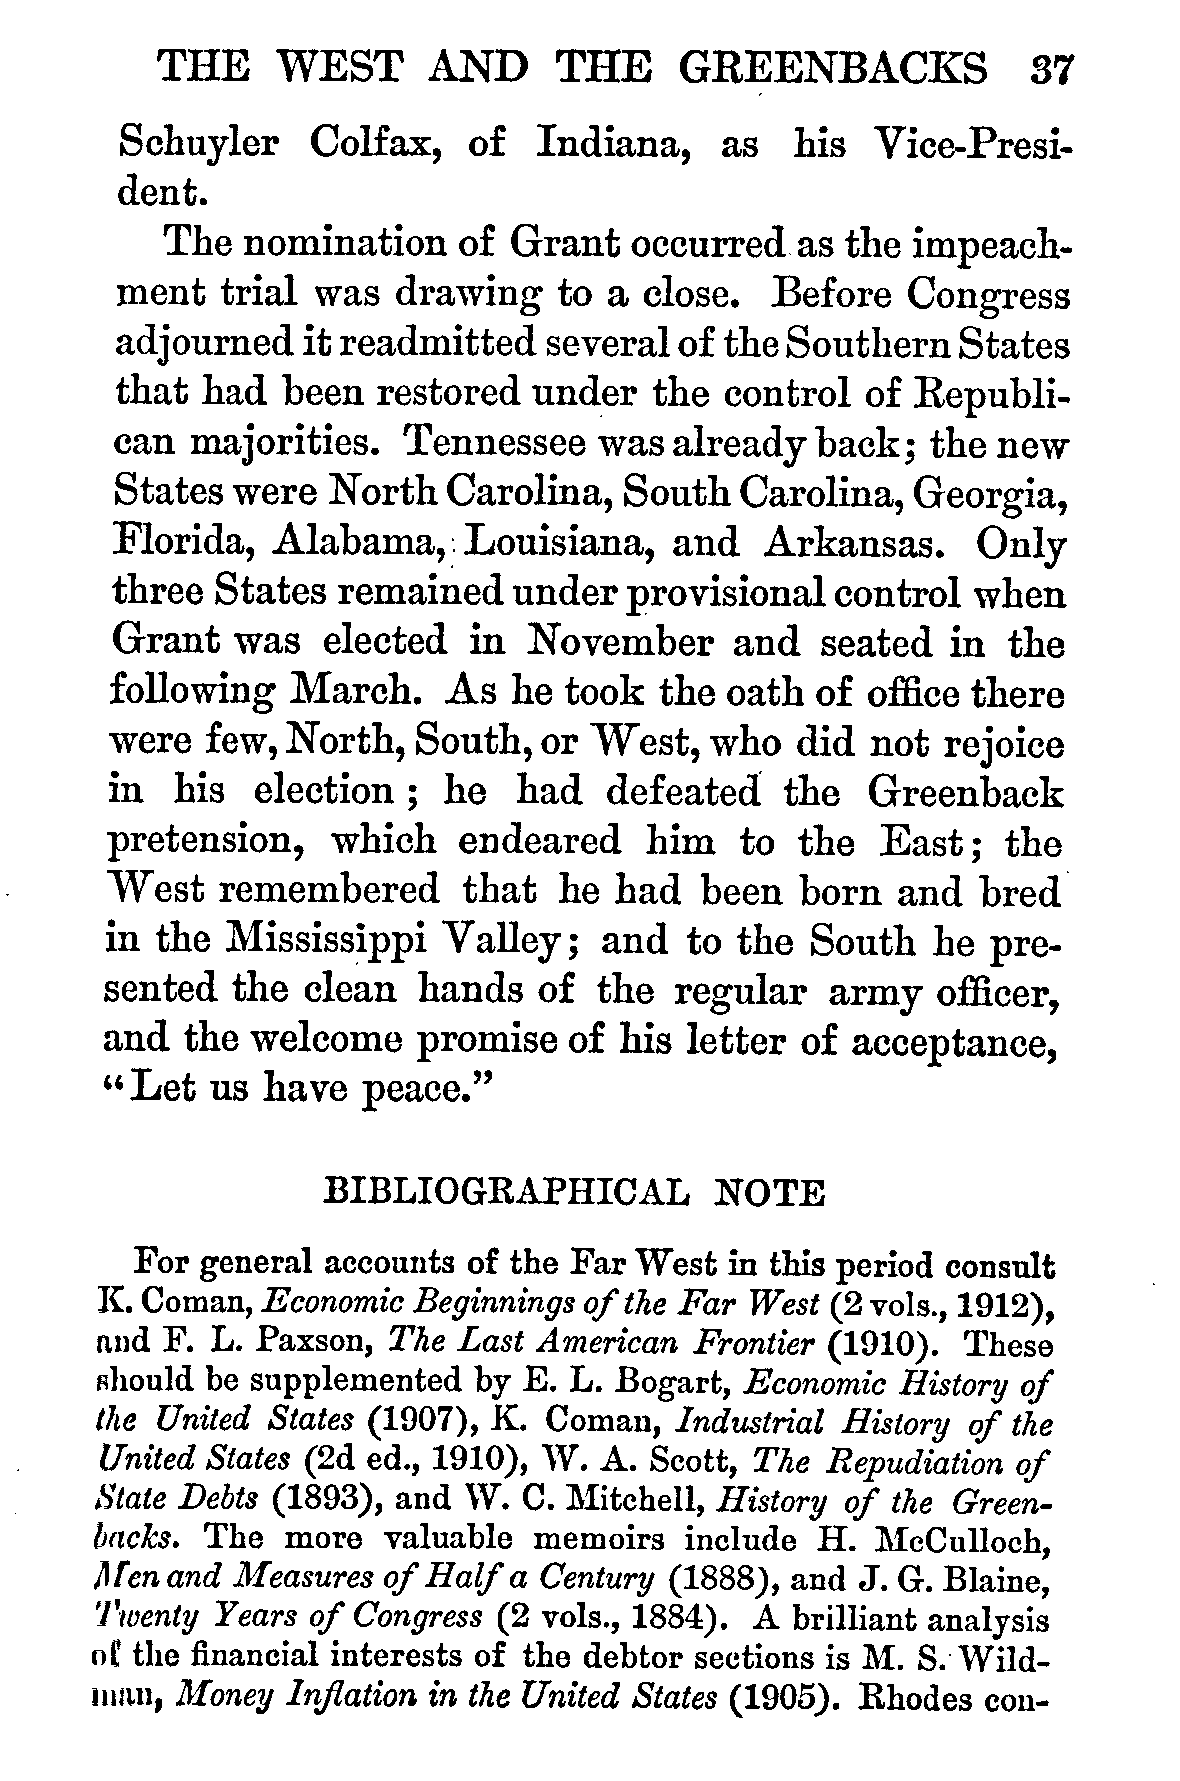 THE WEST AND THE GREENBACKS 37
Schuyler Colfax, of Indiana, as his Vice-Presi-
dent.
The nomination of Grant occurred as the impeach-
ment trial was drawing to a close. Before Congress
adjourned it readmitted several of the Southern States
that had been restored under the control of Republi-
can majorities. Tennessee was already back; the new
States were North Carolina, South Carolina, Georgia,
Florida, Alabama, Louisiana, and Arkansas. Only
three States remained under provisional control when
Grant was elected in November and seated in the
following March. As he took the oath of office there
were few, North, South, or West, who did not rejoice
in his election; he had defeated the Greenback
pretension, which endeared him to the East; the
West remembered that he had been born and bred
in the Mississippi Valley; and to the South he pre-
sented the clean hands of the regular army officer,
and the welcome promise of his letter of acceptance,
"Let us have peace."
BIBLIOGRAPHICAL NOTE
For general accounts of the Far West in this period consult
K. Coman, Economic Beginnings of the Far West (2 vols., 1912),
and F. L. Paxson, The Last American Frontier (1910). These
should be supplemented by E. L. Bogart, Economic History of
the United States (1907), K. Coman, Industrial History of the
United States (2d ed., 1910), W. A. Scott, The Repudiation of
State Debts (1893), and W. C. Mitchell, History of the Green-
backs. The more valuable memoirs include H. McCulloch,
Men and Measures of Half a Century (1888), and J. G. Blaine,
Twenty Years of Congress (2 vols., 1884). A brilliant analysis
of the financial interests of the debtor sections is M. S. Wild-
man, Money Inflation in the United States (1905). Rhodes con-